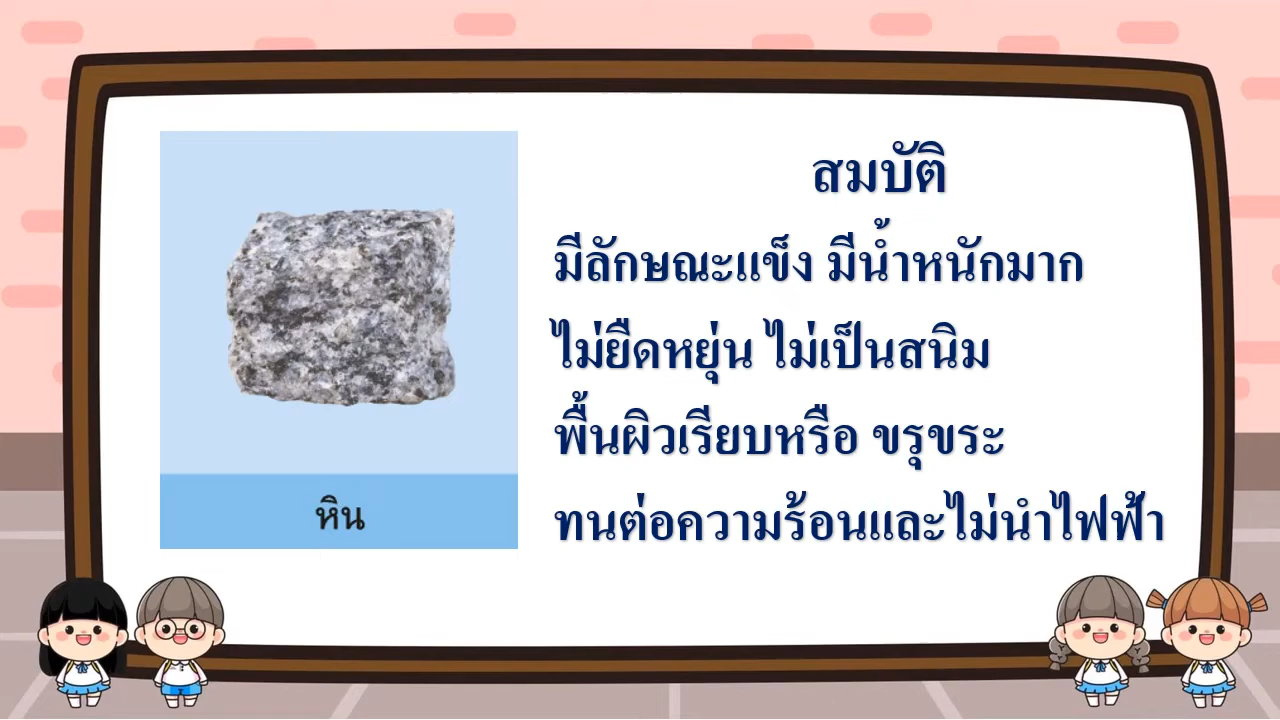 สมบัติ
มีลักษณะแข็ง มีน้ำหนักมาก
ไม่ยืดหยุ่น ไม่เป็นสนิม
พื้นผิวเรียบหรือ ขรุขระ
ทนต่อความร้อนและไม่นำไฟฟ้า
หิน